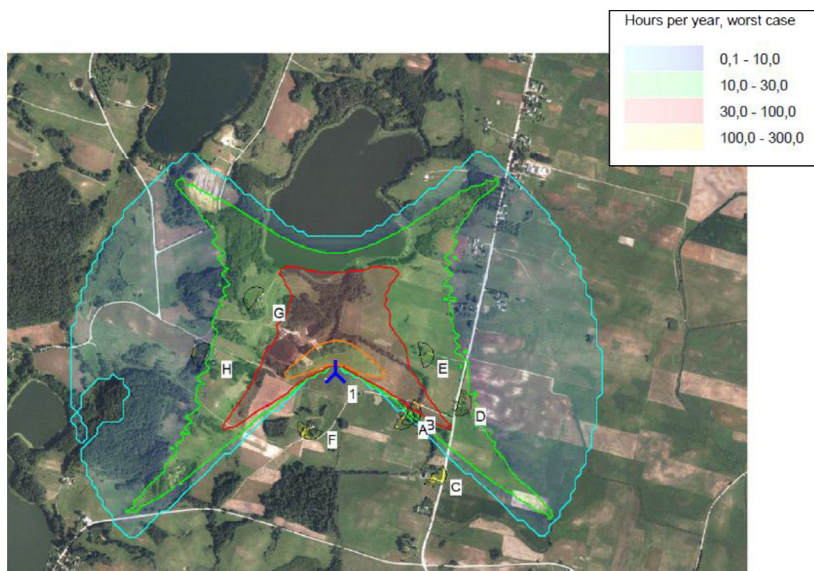 Hours per year, worst case
0,1 - 10,0
10,0 - 30,0
30,0 - 100,0
100,0 - 300,0
G
H
E
1
D
A
B
F
C